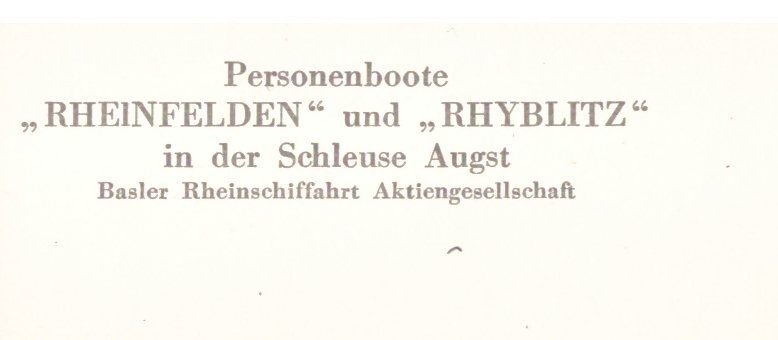 Personenboote
„RHEINFELDEN“ und „RHYBLITZ“
in der Schleuse Augst
Basler Rheinschiffahrt Aktiengesellschaft